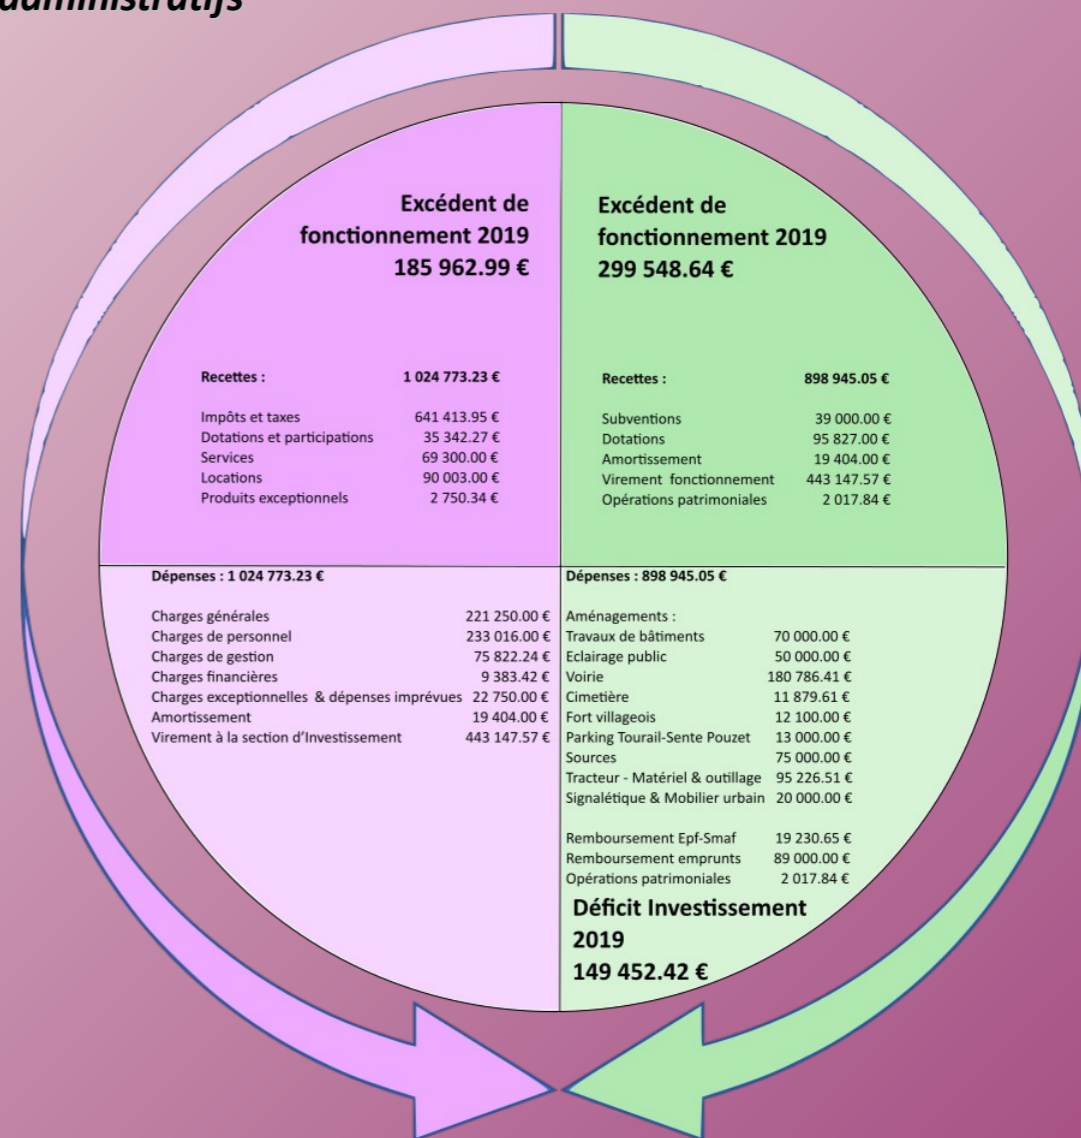 administratifs
Excédent de
fonctionnement 2019
185 962.99 €
Recettes : 1 024 773.23 €
Impôts et taxes 641 413.95 €
Dotations et participations 35 342.27 €
Services 69 300.00 €
Locations 90 003.00 €
Produits exceptionnels 2 750.34 €
Excédent de
fonctionnement 2019
299 548.64 €
Recettes : 898 945.05 €
Subventions 39 000.00 €
Dotations 95 827.00 €
Amortissement 19 404.00 €
Virement fonctionnement 443 147.57 €
Opérations patrimoniales 2 017.84 €
Dépenses : 1 024 773.23 €
Charges générales 221 250.00 €
Charges de personnel 233 016.00 €
Charges de gestion 75 822.24 €
Charges financières 9 383.42 €
Charges exceptionnelles & dépenses imprévues 22 750.00 €
Amortissement 19 404.00 €
Virement à la section d'Investissement 443 147.57 €
Dépenses : 898 945.05 €
Aménagements :
Travaux de bâtiments 70 000.00 €
Eclairage public 50 000.00 €
Voirie 180 786.41 €
Cimetière 11 879.61 €
Fort villageois 12 100.00 €
Parking Tourail-Sente Pouzet 13 000.00 €
Sources 75 000.00 €
Tracteur - Matériel & outillage 95 226.51 €
Signalétique & Mobilier urbain 20 000.00 €
Remboursement Epf-Smaf 19 230.65 €
Remboursement emprunts 89 000.00 €
Opérations patrimoniales 2 017.84 €
Déficit Investissement
2019
149 452.42 €